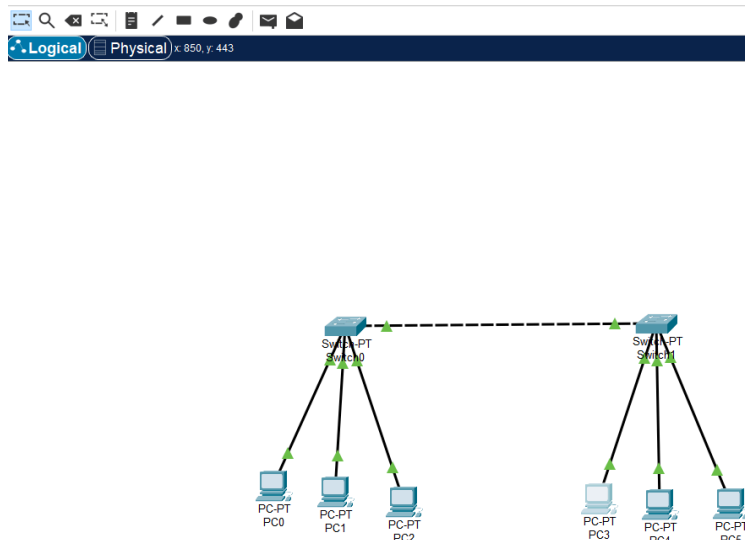 Logical
Physical
x: 850, y: 443
Switch-PT
Switch0
Switch-PT
Switch1
PC-PT
PC0
PC-PT
PC1
PC-PT
PC2
PC-PT
PC3
PC-PT
PC4
PC-PT
PC5